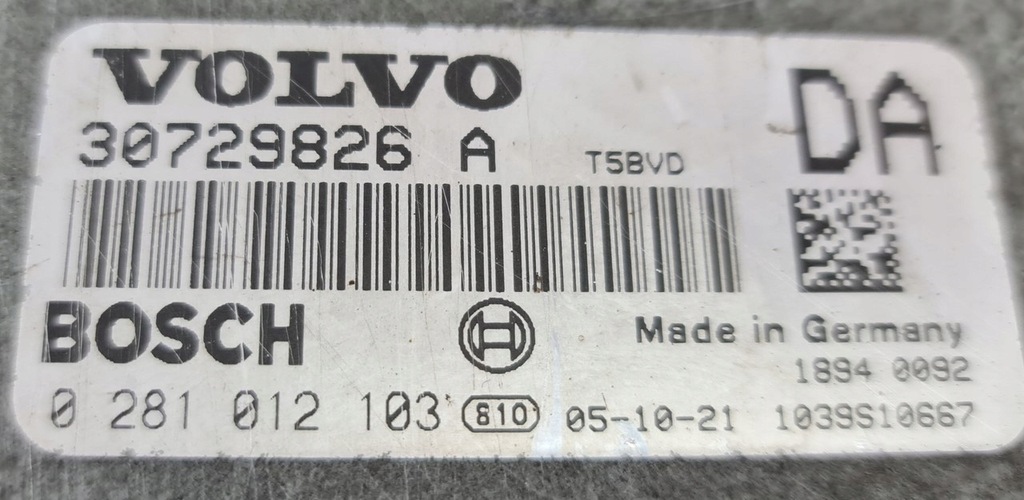 VOLVO
30729826 A T5BVD DA
BOSCH
Made in Germany
1894 0092
0 281 012 103 810 05-10-21 1039S10667